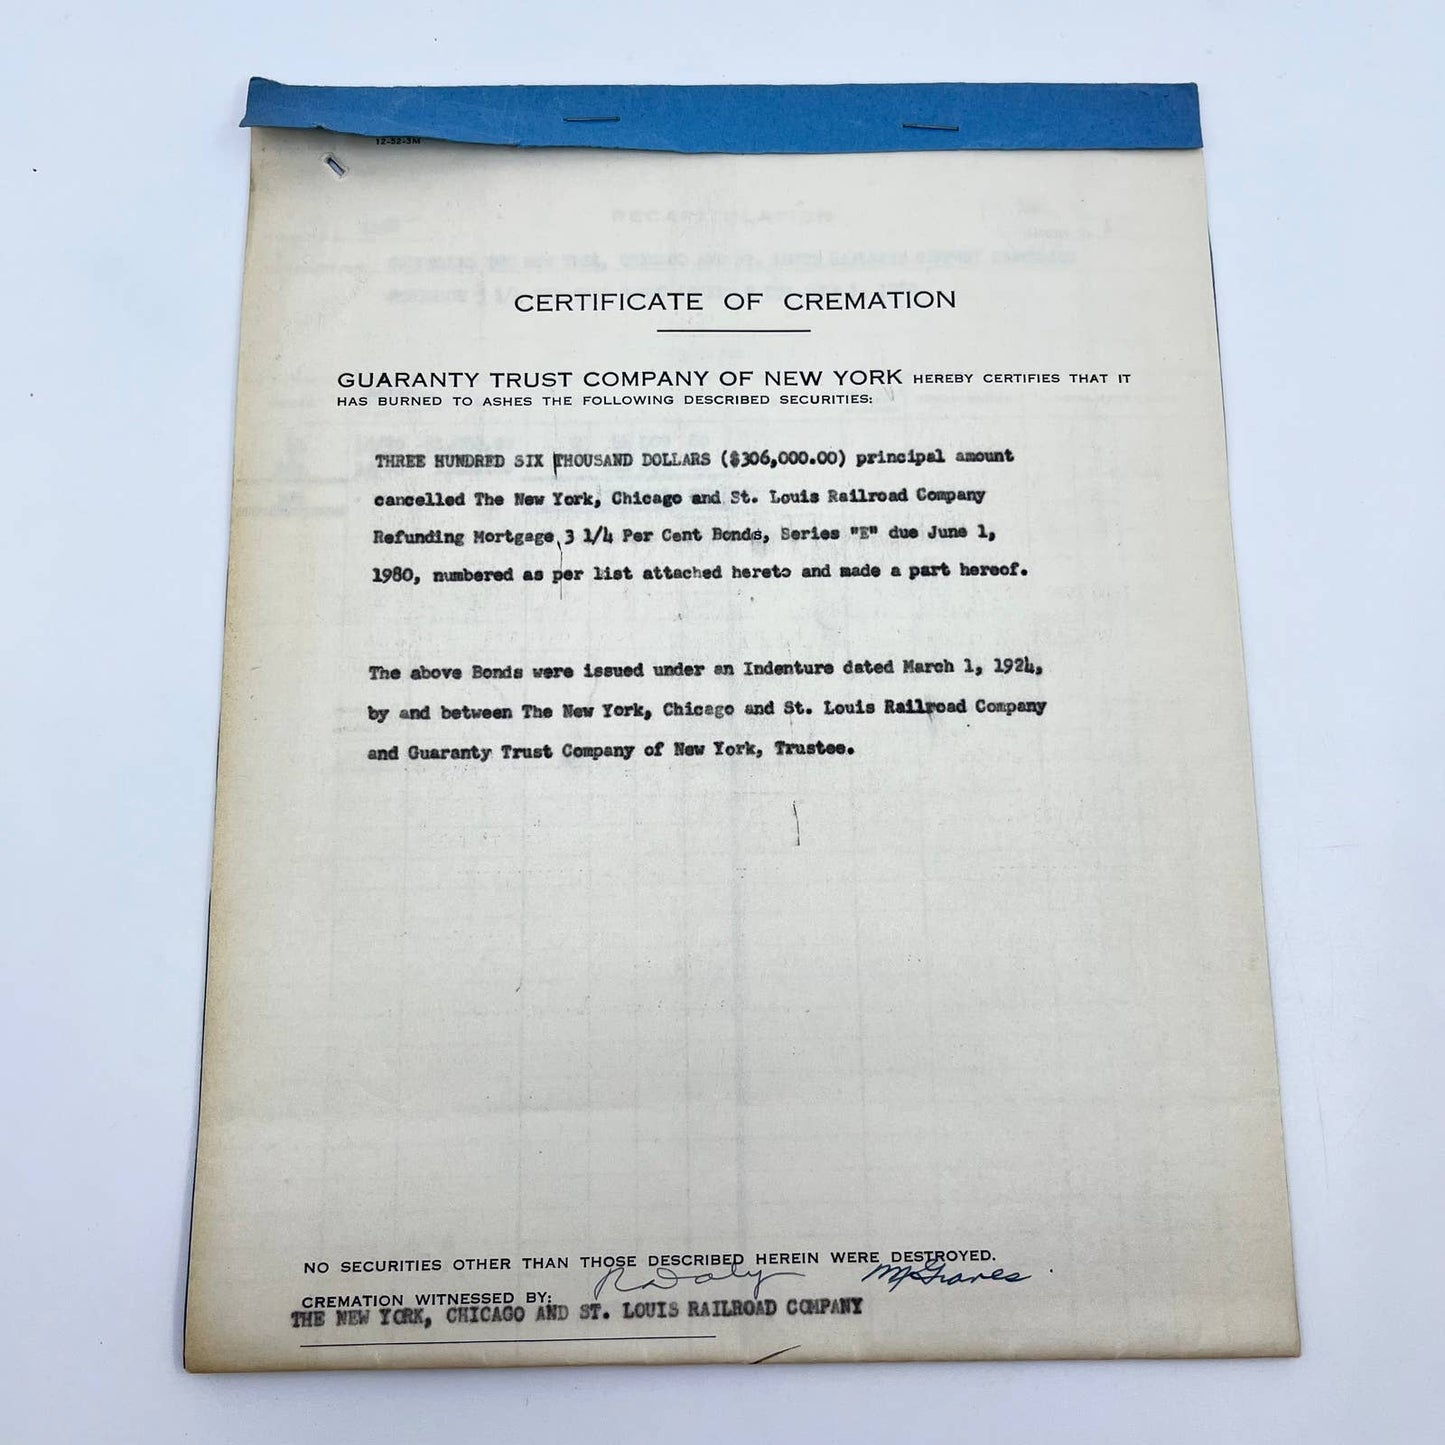 12-52-3M
CERTIFICATE OF CREMATION
GUARANTY TRUST COMPANY OF NEW YORK HEREBY CERTIFIES THAT IT
HAS BURNED TO ASHES THE FOLLOWING DESCRIBED SECURITIES:
THREE HUNDRED SIX THOUSAND DOLLARS ($306,000.00) principal amount
cancelled The New York, Chicago and St. Louis Railroad Company
Refunding Mortgage 3 1/4 Per Cent Bonds, Series "E" due June 1,
1980, numbered as per list attached hereto and made a part hereof.
The above Bonds were issued under an Indenture dated March 1, 1924,
by and between The New York, Chicago and St. Louis Railroad Company
and Guaranty Trust Company of New York, Trustee.
NO SECURITIES OTHER THAN THOSE DESCRIBED HEREIN WERE DESTROYED.
CREMATION WITNESSED BY:
THE NEW YORK, CHICAGO AND ST. LOUIS RAILROAD COMPANY